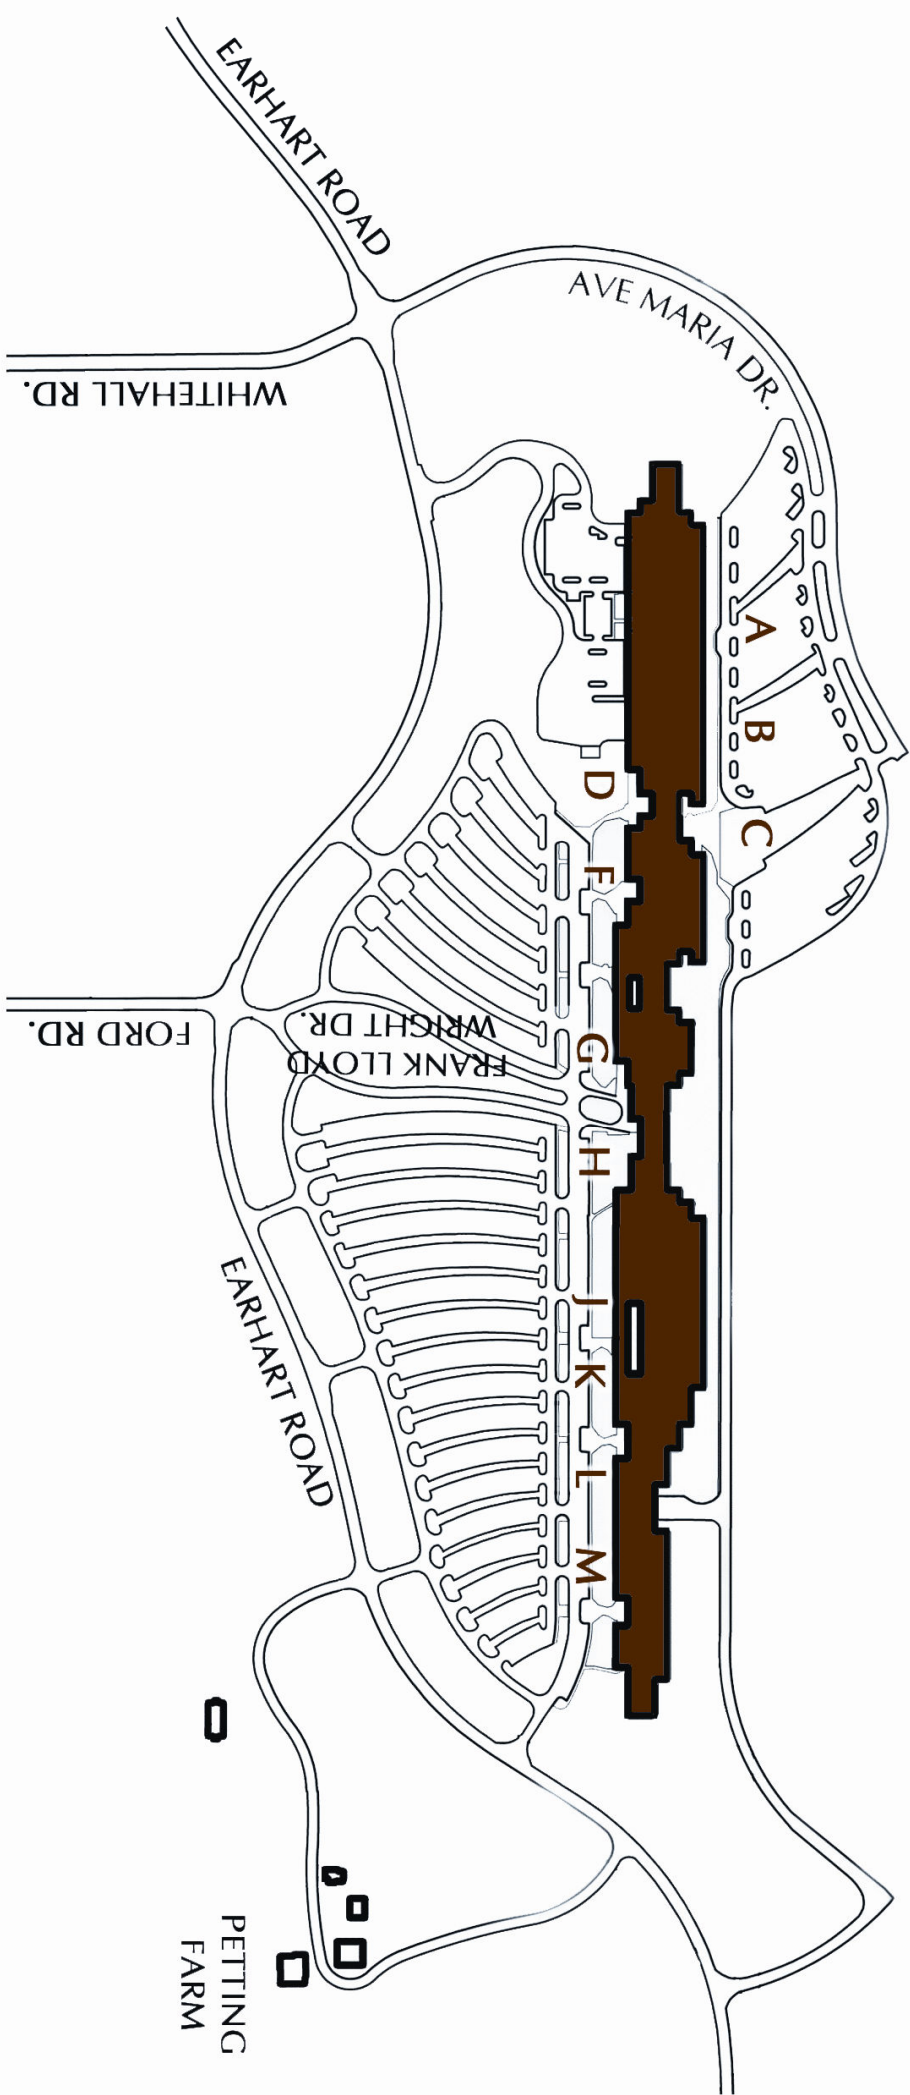 EARHART ROAD
AVE MARIA DR.
WHITEHALL RD.
A
B
C
D
F
G
H
J
K
L
M
FORD RD.
FRANK LLOYD
WRIGHT DR.
EARHART ROAD
PETTING
FARM